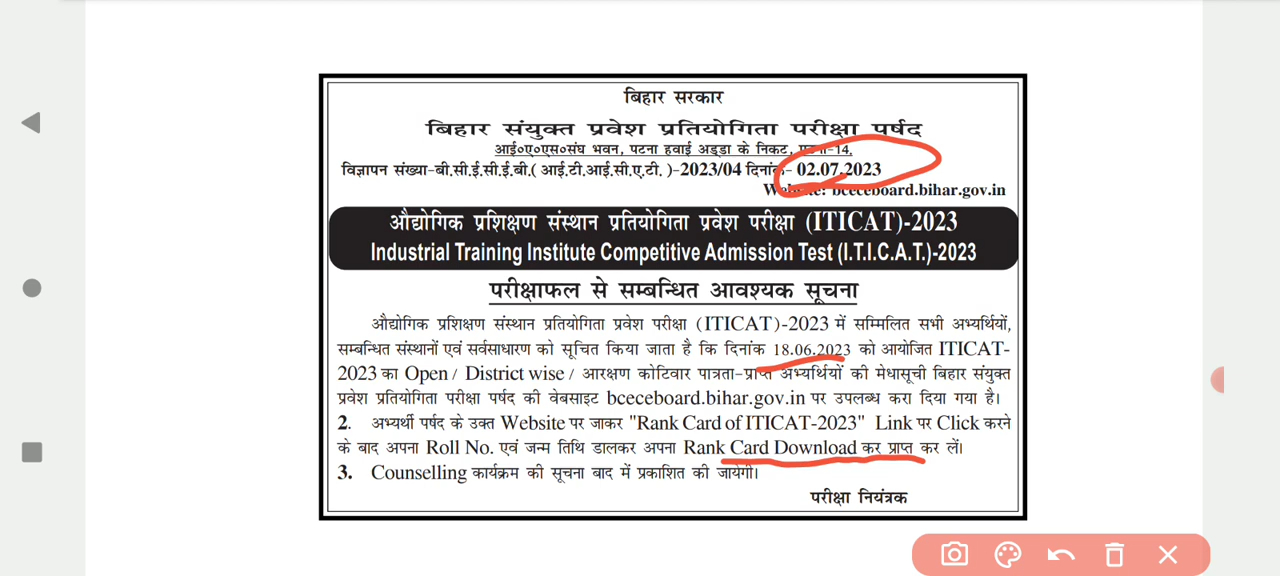 बिहार सरकार
बिहार संयुक्त प्रवेश प्रतियोगिता परीक्षा पर्षद
आई०ए०एस०संघ भवन, पटना हवाई अड्डा के निकट, पटना-14.
विज्ञापन संख्या-बी.सी.ई.सी.ई.बी.( आई.टी.आई.सी.ए.टी. )-2023/04 दिनांक- 02.07.2023
Website: bceceboard.bihar.gov.in
औद्योगिक प्रशिक्षण संस्थान प्रतियोगिता प्रवेश परीक्षा (ITICAT)-2023
Industrial Training Institute Competitive Admission Test (I.T.I.C.A.T.)-2023
परीक्षाफल से सम्बन्धित आवश्यक सूचना
औद्योगिक प्रशिक्षण संस्थान प्रतियोगिता प्रवेश परीक्षा (ITICAT)-2023 में सम्मिलित सभी अभ्यर्थियों,
सम्बन्धित संस्थानों एवं सर्वसाधारण को सूचित किया जाता है कि दिनांक 18.06.2023 को आयोजित ITICAT-
2023 का Open / District wise / आरक्षण कोटिवार पात्रता-प्राप्त अभ्यर्थियों की मेधासूची बिहार संयुक्त
प्रवेश प्रतियोगिता परीक्षा पर्षद की वेबसाइट bceceboard.bihar.gov.in पर उपलब्ध करा दिया गया है।
2. अभ्यर्थी पर्षद के उक्त Website पर जाकर "Rank Card of ITICAT-2023" Link पर Click करने
के बाद अपना Roll No. एवं जन्म तिथि डालकर अपना Rank Card Download कर प्राप्त कर लें।
3. Counselling कार्यक्रम की सूचना बाद में प्रकाशित की जायेगी।
परीक्षा नियंत्रक